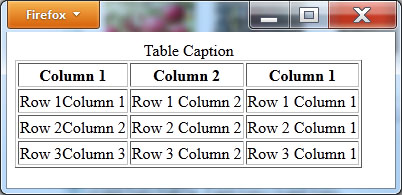 Firefox
Table Caption
Column 1 Column 2 Column 1
Row 1Column 1 Row 1 Column 2 Row 1 Column 1
Row 2Column 2 Row 2 Column 2 Row 2 Column 1
Row 3Column 3 Row 3 Column 2 Row 3 Column 1